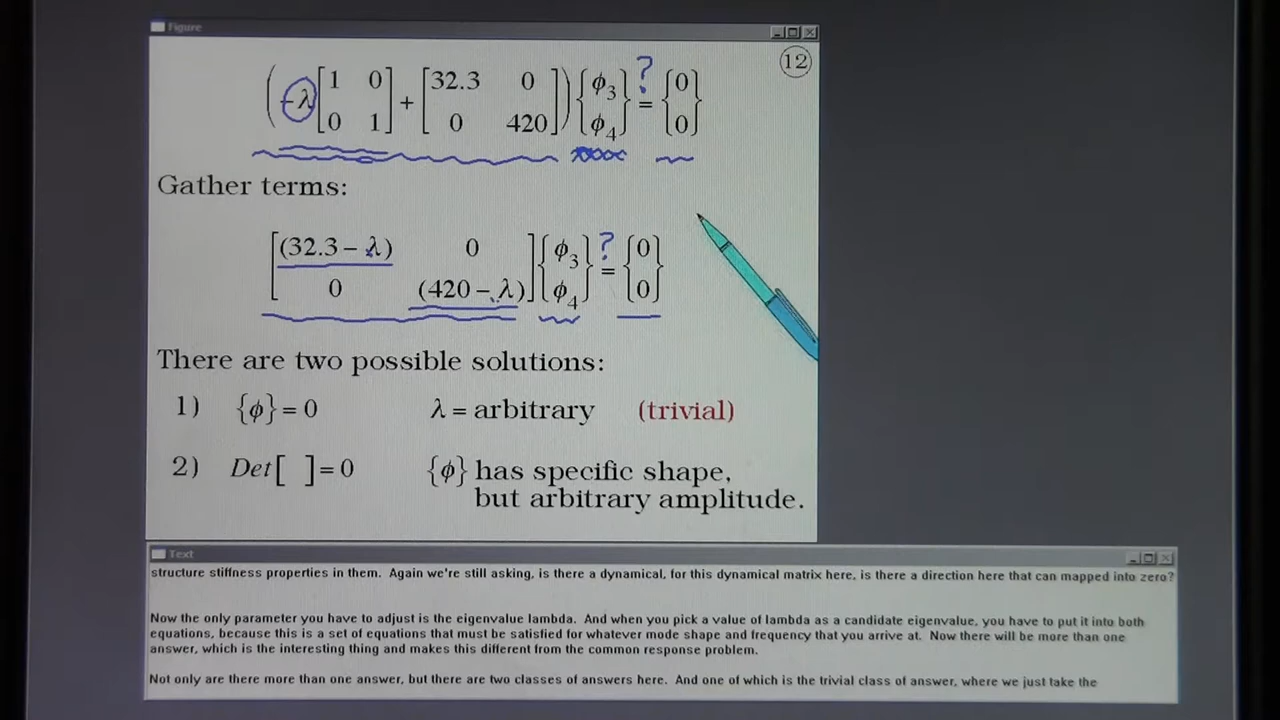 Figure
12
(-λ[1 0; 0 1] + [32.3 0; 0 420]){ϕ3; ϕ4} ?= {0; 0}
Gather terms:
[(32.3 - λ) 0; 0 (420 - λ)]{ϕ3; ϕ4} ?= {0; 0}
There are two possible solutions:
1) {ϕ} = 0 λ = arbitrary (trivial)
2) Det[ ] = 0 {ϕ} has specific shape,
but arbitrary amplitude.
Text
structure stiffness properties in them. Again we're still asking, is there a dynamical, for this dynamical matrix here, is there a direction here that can mapped into zero?
Now the only parameter you have to adjust is the eigenvalue lambda. And when you pick a value of lambda as a candidate eigenvalue, you have to put it into both
equations, because this is a set of equations that must be satisfied for whatever mode shape and frequency that you arrive at. Now there will be more than one
answer, which is the interesting thing and makes this different from the common response problem.
Not only are there more than one answer, but there are two classes of answers here. And one of which is the trivial class of answer, where we just take the